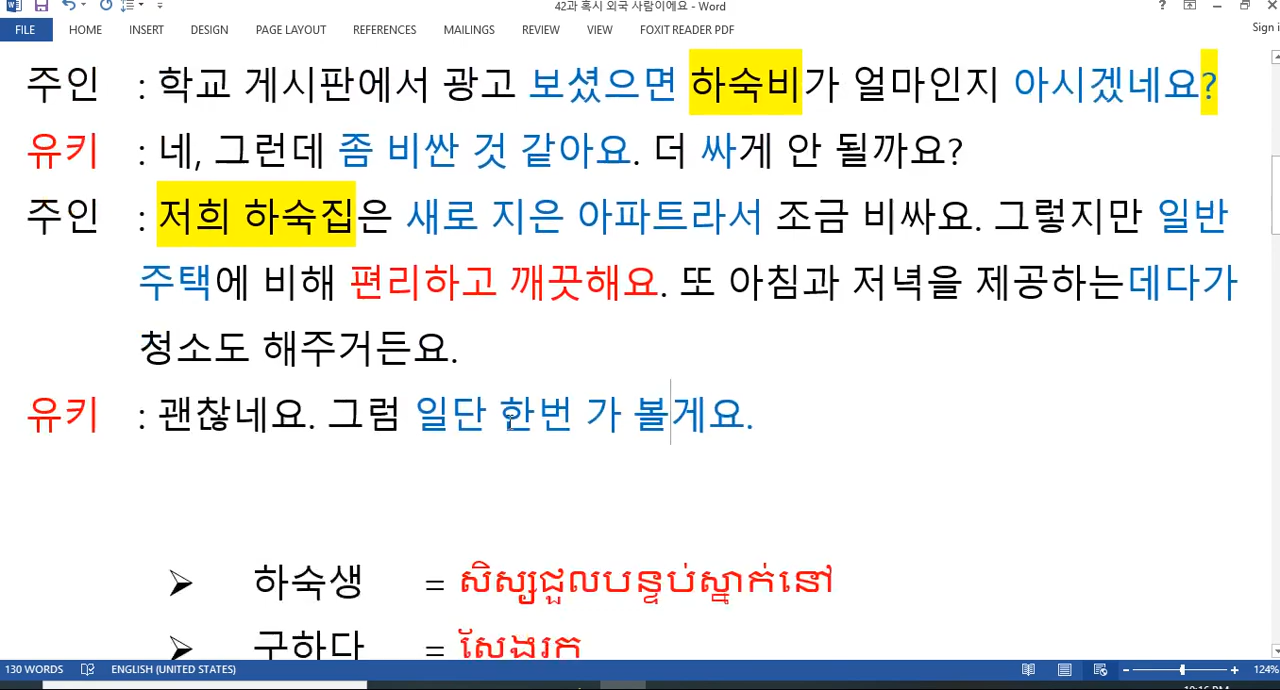 42과 혹시 외국 사람이에요 - Word
?
FILE HOME INSERT DESIGN PAGE LAYOUT REFERENCES MAILINGS REVIEW VIEW FOXIT READER PDF Sign i
주인 : 학교 게시판에서 광고 보셨으면 하숙비가 얼마인지 아시겠네요?
유키 : 네, 그런데 좀 비싼 것 같아요. 더 싸게 안 될까요?
주인 : 저희 하숙집은 새로 지은 아파트라서 조금 비싸요. 그렇지만 일반
주택에 비해 편리하고 깨끗해요. 또 아침과 저녁을 제공하는데다가
청소도 해주거든요.
유키 : 괜찮네요. 그럼 일단 한번 가 볼게요.
➢ 하숙생 = សិស្សជួលបន្ទប់ស្នាក់នៅ
➢ 구하다 = សែងរក
130 WORDS ENGLISH (UNITED STATES) 124%